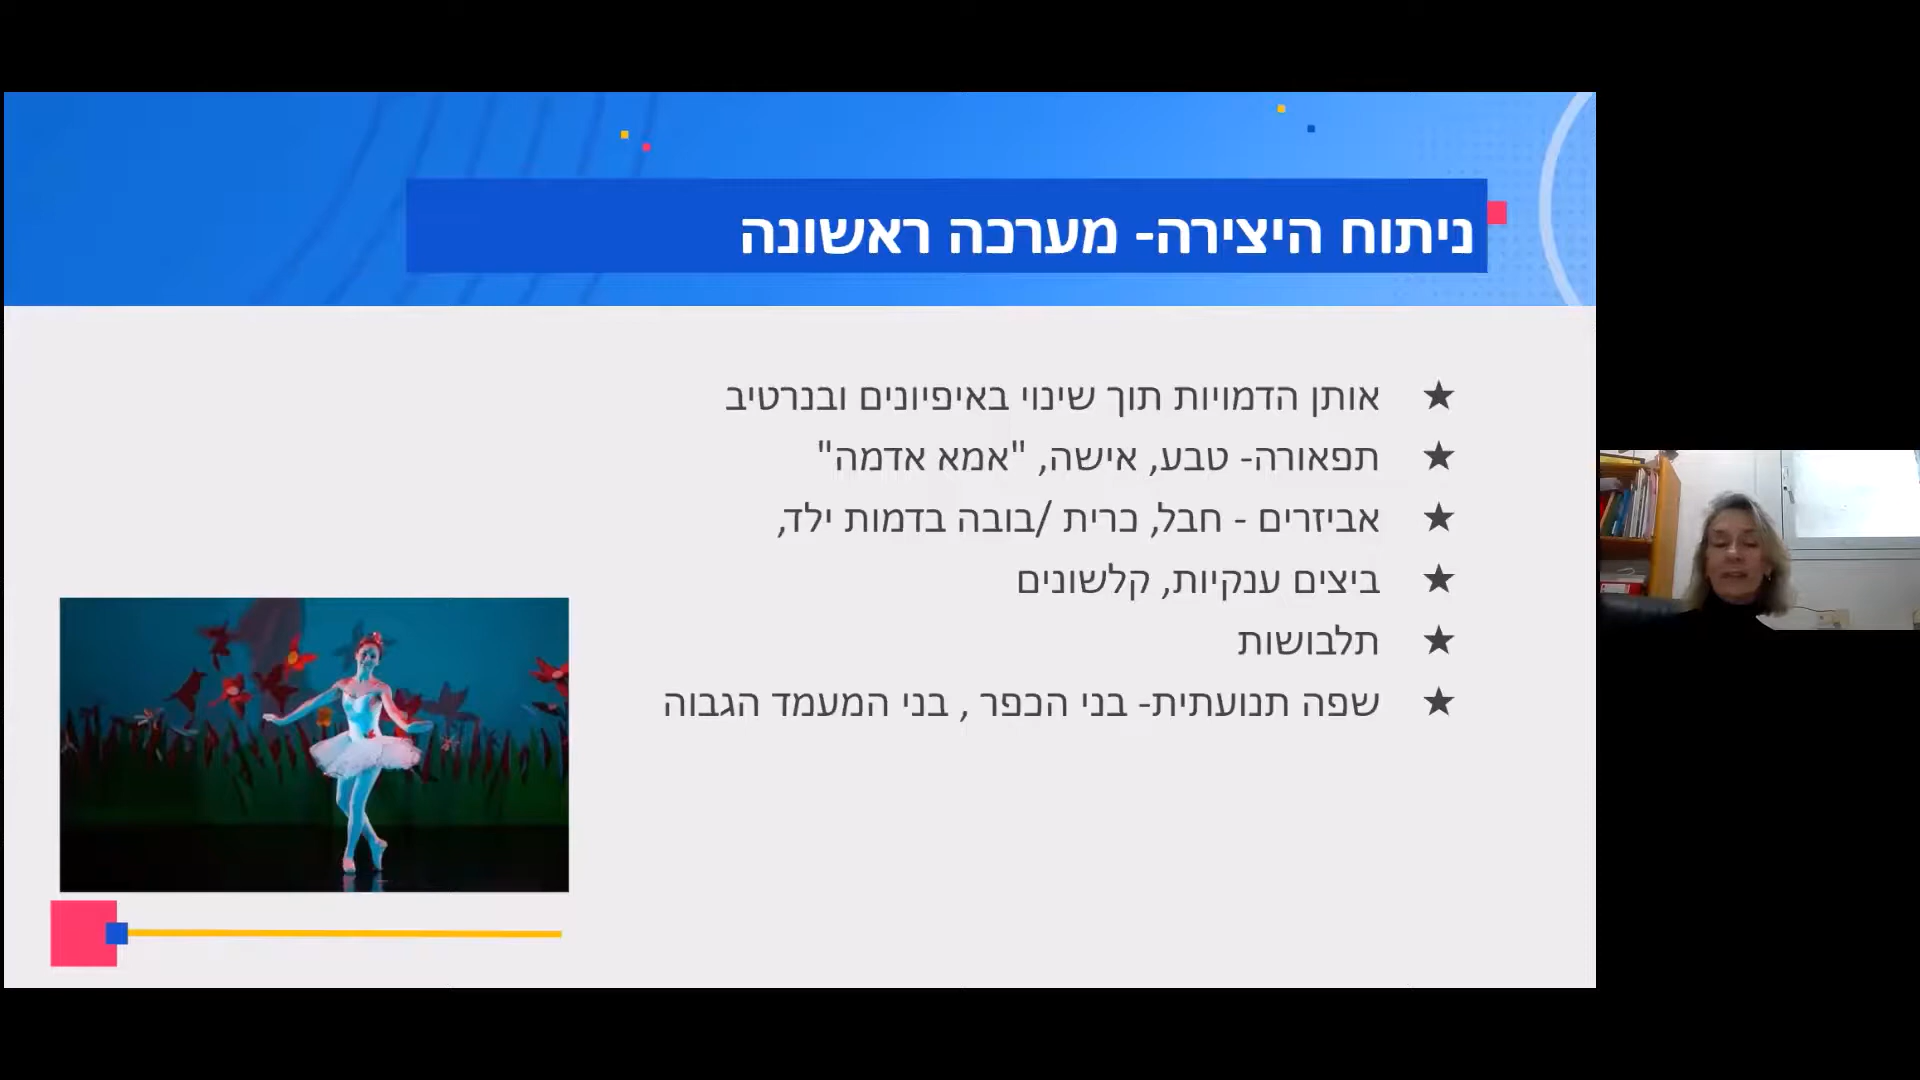 ניתוח היצירה- מערכה ראשונה
★ אותן הדמויות תוך שינוי באיפיונים ובנרטיב
★ תפאורה- טבע, אישה, "אמא אדמה"
★ אביזרים - חבל, כרית /בובה בדמות ילד,
★ ביצים ענקיות, קלשונים
★ תלבושות
★ שפה תנועתית- בני הכפר , בני המעמד הגבוה